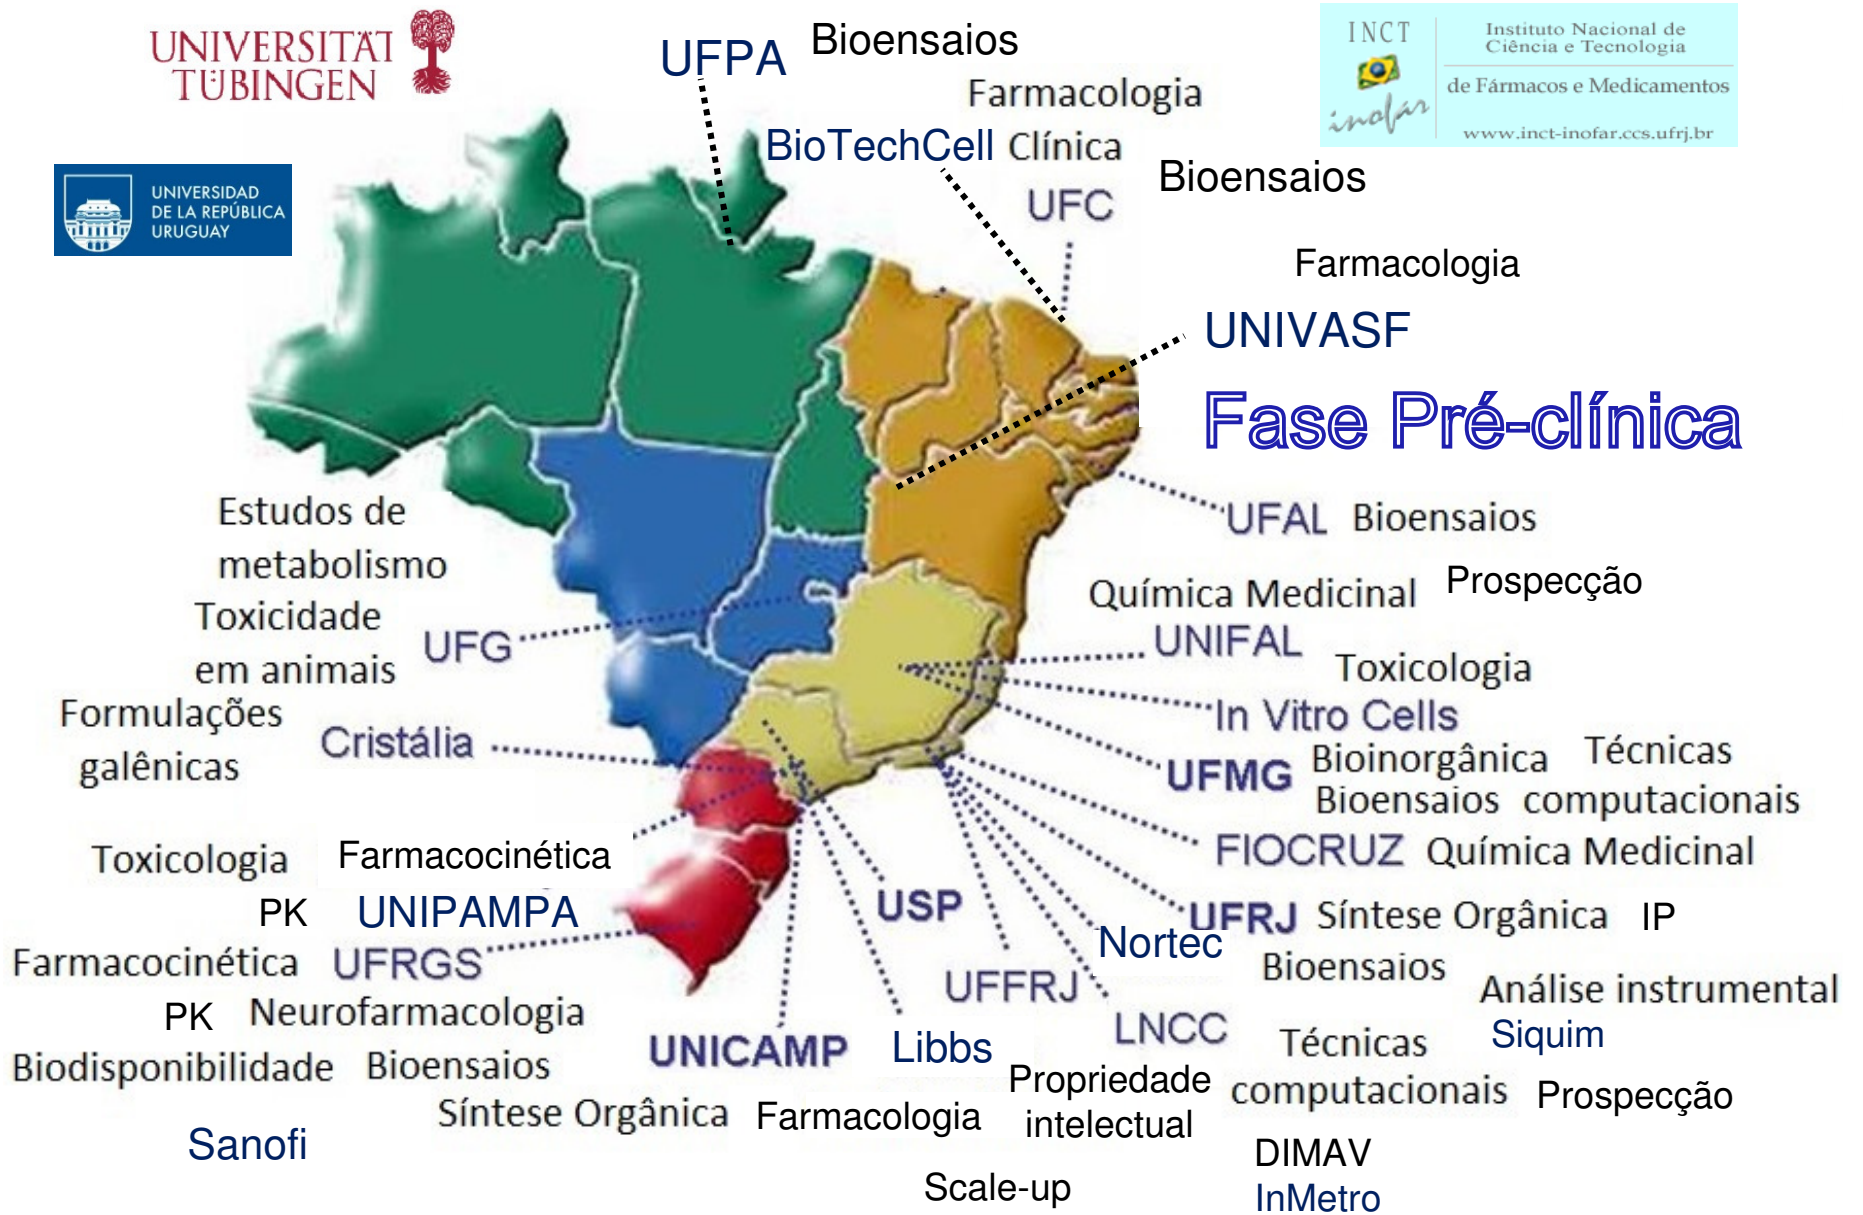 UNIVERSITAT
TÜBINGEN
UFPA
Bioensaios
INCT
inofar
Instituto Nacional de
Ciência e Tecnologia
de Fármacos e Medicamentos
www.inct-inofar.ccs.ufrj.br
Farmacologia
BioTechCell
Clínica
Bioensaios
UNIVERSIDAD
DE LA REPÚBLICA
URUGUAY
UFC
Farmacologia
UNIVASF
Fase Pré-clínica
Estudos de
metabolismo
UFAL
Bioensaios
Química Medicinal
Prospecção
Toxicidade
em animais
UFG
UNIFAL
Toxicologia
Formulações
galênicas
Cristália
In Vitro Cells
UFMG
Bioinorgânica
Técnicas
Bioensaios
computacionais
FIOCRUZ
Química Medicinal
Toxicologia
Farmacocinética
PK
UNIPAMPA
USP
UFRJ
Síntese Orgânica
IP
Nortec
Farmacocinética
UFRGS
Bioensaios
UFFRJ
Análise instrumental
PK
Neurofarmacologia
LNCC
Siquim
UNICAMP
Libbs
Técnicas
computacionais
Biodisponibilidade
Bioensaios
Propriedade
intelectual
Prospecção
Síntese Orgânica
Farmacologia
Sanofi
DIMAV
InMetro
Scale-up